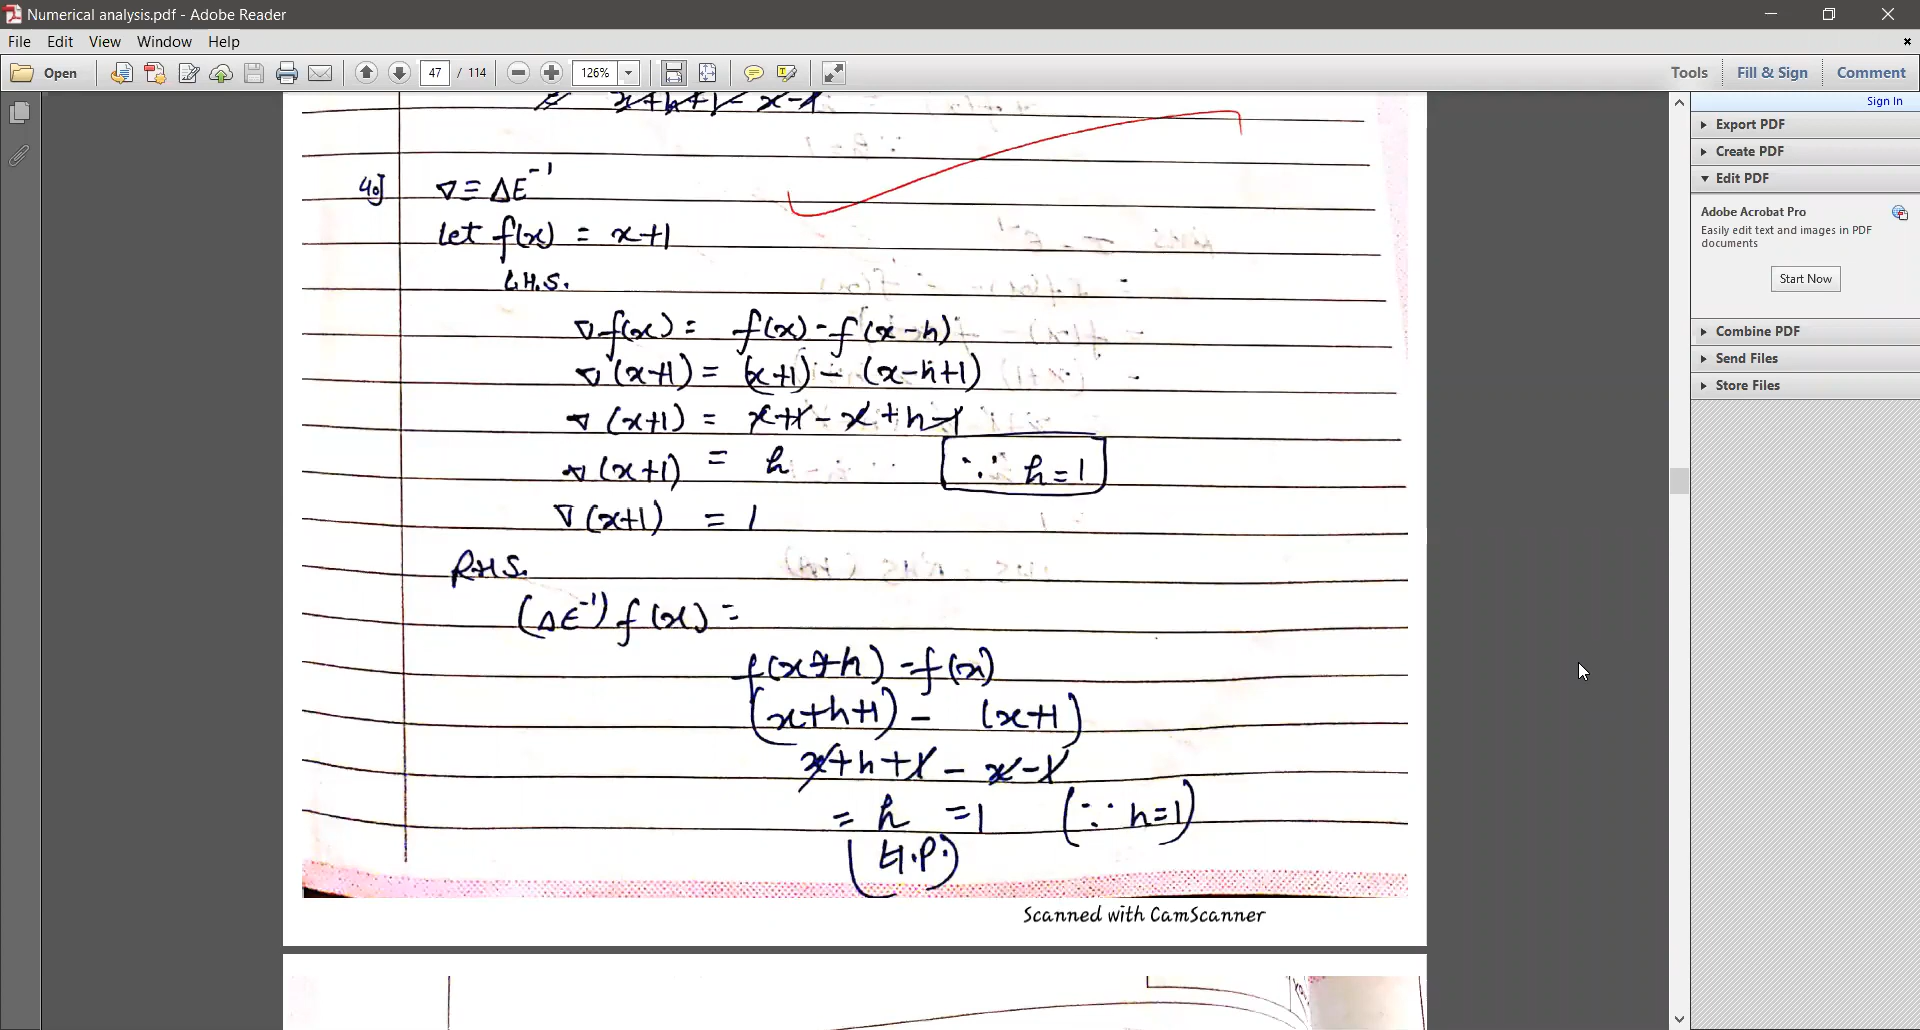 Numerical analysis.pdf - Adobe Reader
File Edit View Window Help
Open 47 / 114 126% Tools Fill & Sign Comment
Sign In
Export PDF
Create PDF
Edit PDF
Adobe Acrobat Pro
Easily edit text and images in PDF
documents
Start Now
Combine PDF
Send Files
Store Files
x+h+1 - x-1
4.] ∇ ≡ ΔE⁻¹
let f(x) = x+1
L.H.S.
∇f(x) = f(x) - f(x-h)
∇(x+1) = (x+1) - (x-h+1)
∇(x+1) = x+1 - x+h-1
∇(x+1) = h ∵ h=1
∇(x+1) = 1
R.H.S.
(ΔE⁻¹) f(x) =
f(x+h) - f(x)
(x+h+1) - (x+1)
x+h+1 - x-1
= h = 1 (∵ h=1)
(H.P.)
Scanned with CamScanner